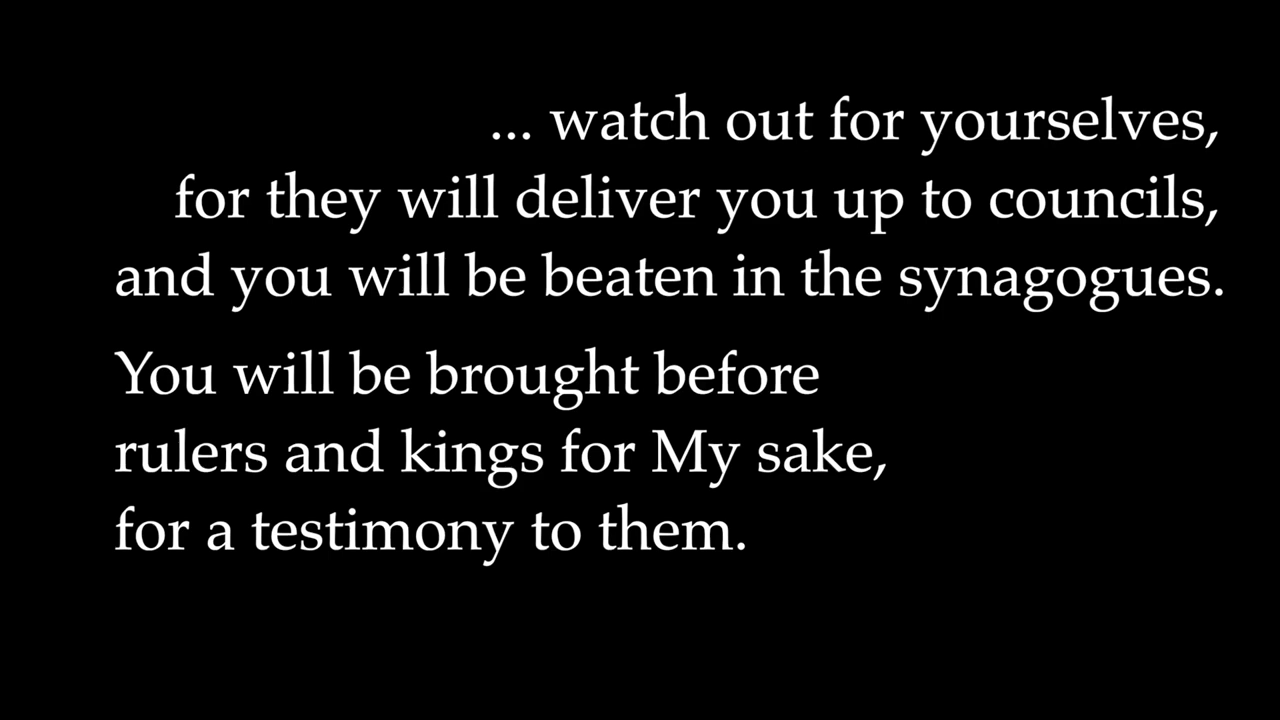 ... watch out for yourselves,
for they will deliver you up to councils,
and you will be beaten in the synagogues.
You will be brought before
rulers and kings for My sake,
for a testimony to them.